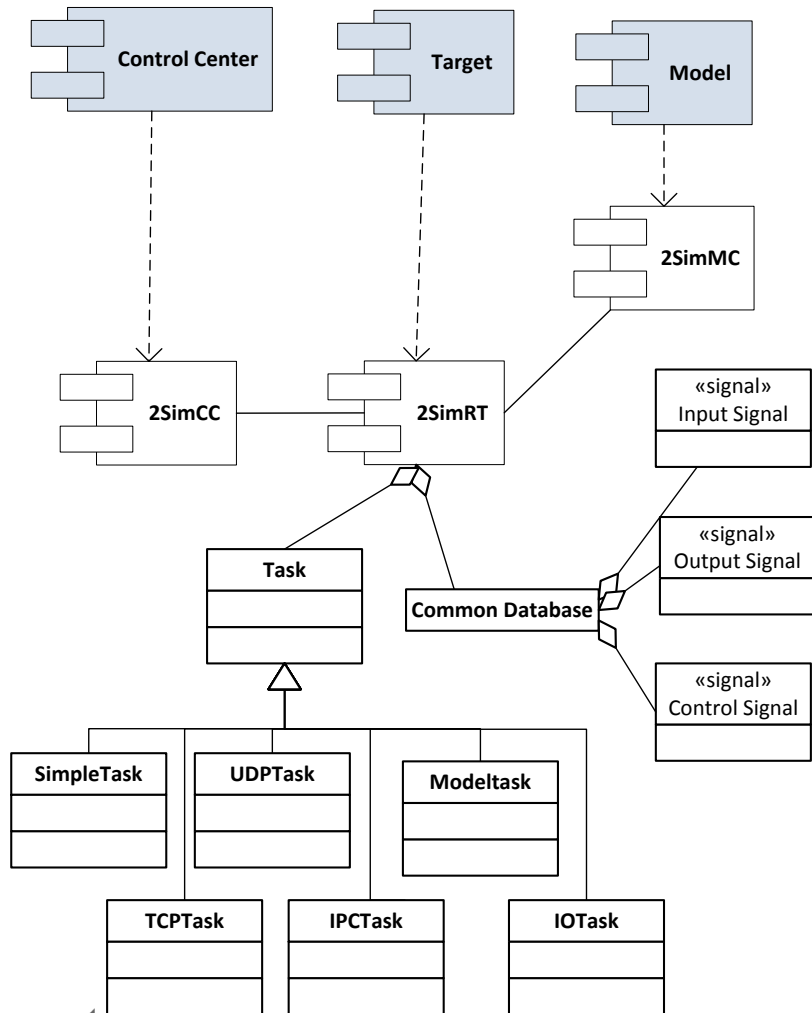 Control Center
Target
Model
2SimMC
2SimCC
2SimRT
«signal»
Input Signal
«signal»
Output Signal
Task
Common Database
«signal»
Control Signal
SimpleTask
UDPTask
Modeltask
TCPTask
IPCTask
IOTask